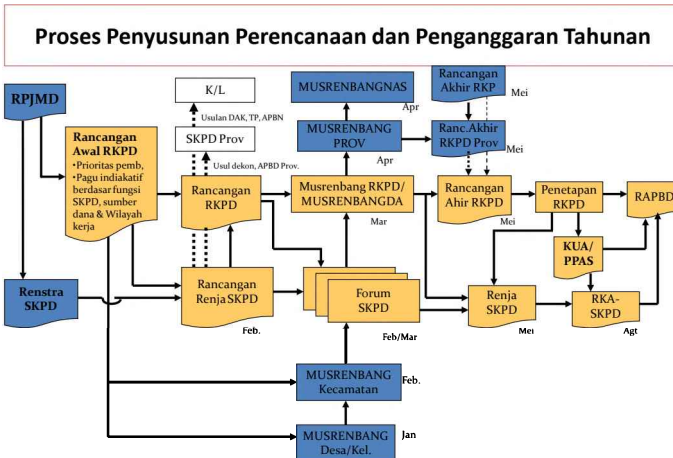 Proses Penyusunan Perencanaan dan Penganggaran Tahunan
RPJMD
K/L
MUSRENBANGNAS
Rancangan
Akhir RKP
Mei
Usulan DAK, TP, APBN
Apr
Rancangan
Awal RKPD
•Prioritas pemb,
•Pagu indiakatif
berdasar fungsi
SKPD, sumber
dana & Wilayah
kerja
SKPD Prov
MUSRENBANG
PROV
Ranc.Akhir
RKPD Prov
Mei
Usul dekon, APBD Prov.
Apr
Rancangan
RKPD
Musrenbang RKPD/
MUSRENBANGDA
Rancangan
Ahir RKPD
Penetapan
RKPD
RAPBD
Mar
Mei
KUA/
PPAS
Renstra
SKPD
Rancangan
Renja SKPD
Feb.
Forum
SKPD
Feb/Mar
Renja
SKPD
Mei
RKA-
SKPD
Agt
MUSRENBANG
Kecamatan
Feb.
MUSRENBANG
Desa/Kel.
Jan